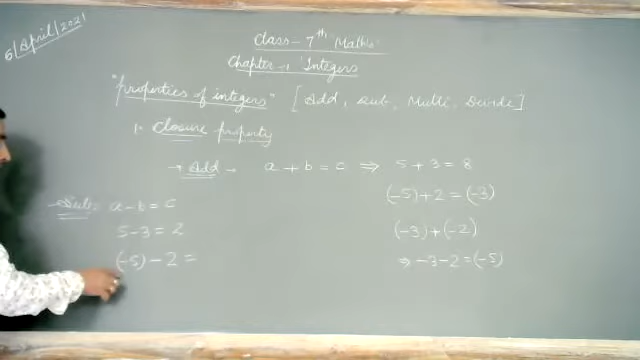 6/April/2021
Class - 7th Maths
Chapter - 1 Integers
"Properties of integers" [Add, Sub, Multi, Devide]
1. Closure property
→ Add → a + b = c ⇒ 5 + 3 = 8
(-5) + 2 = (-3)
(-3) + (-2)
⇒ -3 - 2 = (-5)
→ Sub: a - b = c
5 - 3 = 2
(-5) - 2 =